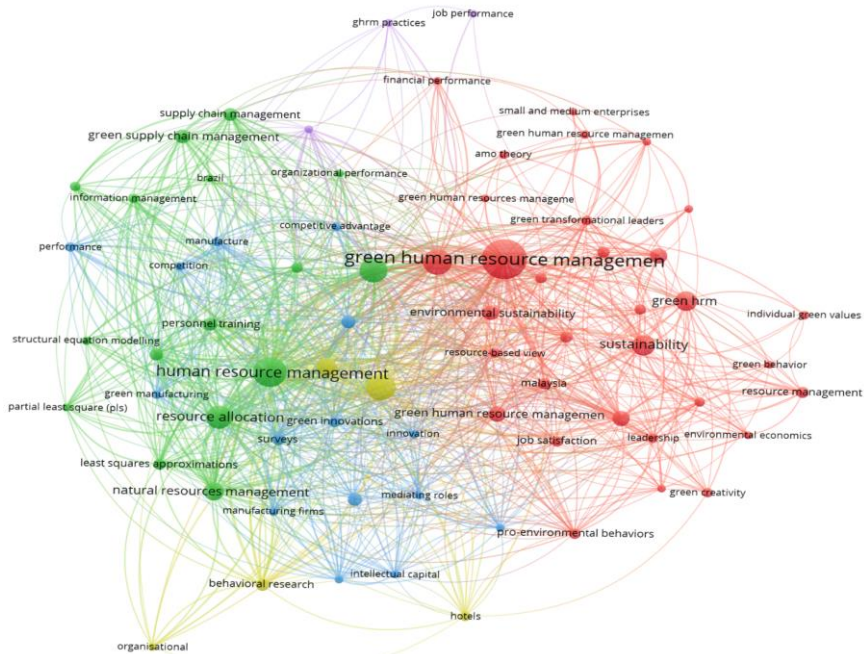 ghrm practices
job performance
financial performance
supply chain management
small and medium enterprises
green supply chain management
green human resource managemen
amo theory
brazil
organizational performance
information management
green human resources manageme
green transformational leaders
competitive advantage
performance
manufacture
green human resource managemen
competition
green hrm
environmental sustainability
individual green values
personnel training
structural equation modelling
sustainability
resource-based view
green behavior
human resource management
malaysia
green manufacturing
resource management
partial least square (pls)
resource allocation
green human resource managemen
green innovations
surveys
innovation
job satisfaction
leadership
environmental economics
least squares approximations
natural resources management
mediating roles
green creativity
manufacturing firms
pro-environmental behaviors
intellectual capital
behavioral research
hotels
organisational